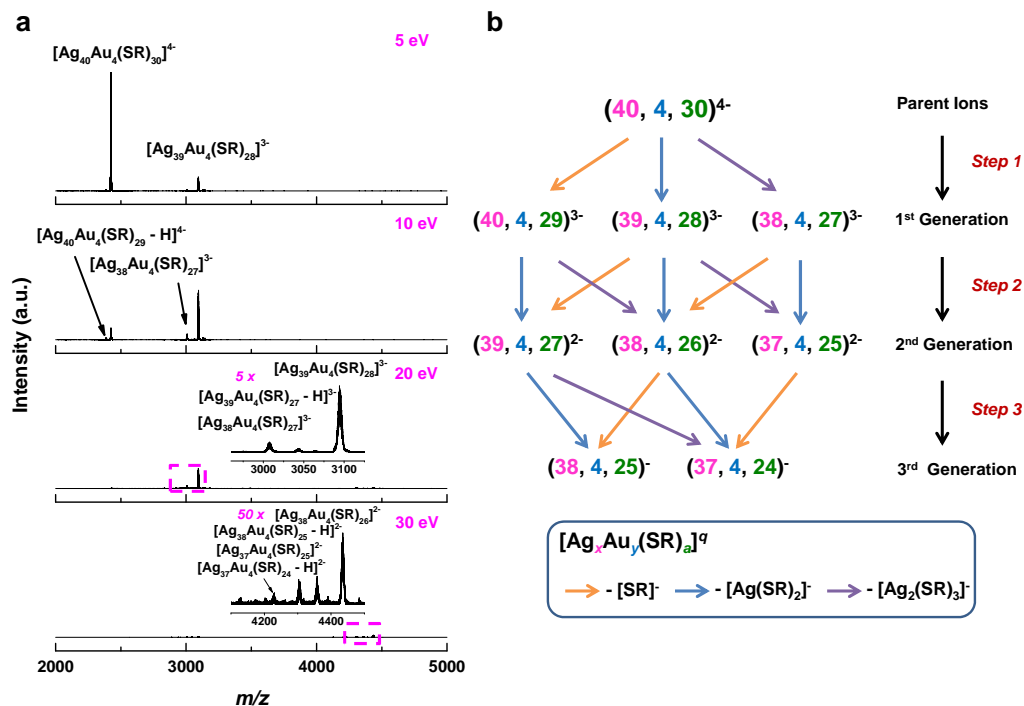 a
5 eV
[Ag40Au4(SR)30]4-
[Ag39Au4(SR)28]3-
10 eV
[Ag40Au4(SR)29 - H]4-
[Ag38Au4(SR)27]3-
20 eV
5 x
[Ag39Au4(SR)28]3-
[Ag39Au4(SR)27 - H]3-
[Ag38Au4(SR)27]3-
3000 3050 3100
2000 3000 4000 5000
30 eV
50 x
[Ag38Au4(SR)26]2-
[Ag38Au4(SR)25 - H]2-
[Ag37Au4(SR)25]2-
[Ag37Au4(SR)24 - H]2-
4200 4400
2000 3000 4000 5000
m/z
Intensity (a.u.)
b
(40, 4, 30)4-
Parent Ions
Step 1
(40, 4, 29)3- (39, 4, 28)3- (38, 4, 27)3-
1st Generation
Step 2
(39, 4, 27)2- (38, 4, 26)2- (37, 4, 25)2-
2nd Generation
Step 3
(38, 4, 25)- (37, 4, 24)-
3rd Generation
[AgxAuy(SR)a]q
- [SR]- - [Ag(SR)2]- - [Ag2(SR)3]-